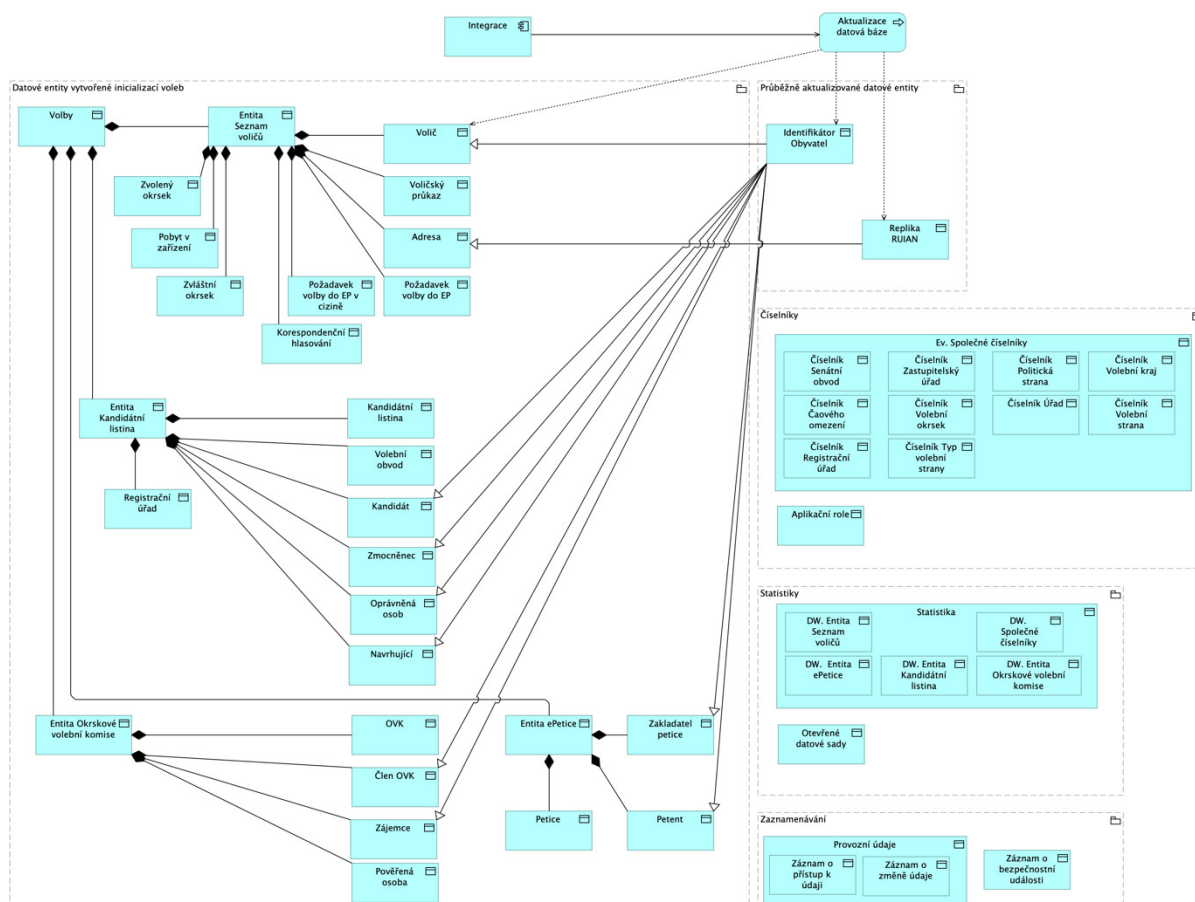 Integrace
Aktualizace
datová báze
Datové entity vytvořené inicializací voleb
Průběžně aktualizované datové entity
Volby
Entita
Seznam
voličů
Volič
Identifikátor
Obyvatel
Zvolený
okrsek
Voličský
průkaz
Pobyt v
zařízení
Adresa
Replika
RUIAN
Zvláštní
okrsek
Požadavek
volby do EP v
cizině
Požadavek
volby do EP
Korespondenční
hlasování
Číselníky
Ev. Společné číselníky
Číselník
Senátní
obvod
Číselník
Zastupitelský
úřad
Číselník
Politická
strana
Číselník
Volební kraj
Číselník
Čaového
omezení
Číselník
Volební
okrsek
Číselník Úřad
Číselník
Volební
strana
Číselník
Registrační
úřad
Číselník Typ
volební
strany
Aplikační role
Entita
Kandidátní
listina
Kandidátní
listina
Volební
obvod
Registrační
úřad
Kandidát
Zmocněnec
Oprávněná
osob
Navrhující
Statistiky
Statistika
DW. Entita
Seznam
voličů
DW.
Společné
číselníky
DW. Entita
ePetice
DW. Entita
Kandidátní
listina
DW. Entita
Okrskové volební
komise
Otevřené
datové sady
Entita Okrskové
volební komise
OVK
Entita ePetice
Zakladatel
petice
Člen OVK
Zájemce
Petice
Petent
Pověřená
osoba
Zaznamenávání
Provozní údaje
Záznam o
přístup k
údaji
Záznam o
změně údaje
Záznam o
bezpečnostní
události